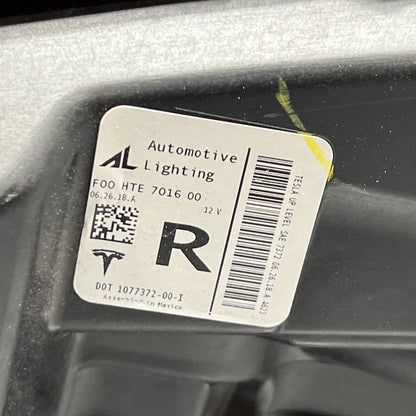 AL Automotive
Lighting
F00 HTE 7016 00
06.26.18.A
12 V
R
DOT 1077372-00-I
Assembled in Mexico
TESLA UP LEVEL SAE 7372 06.26.18.A 4623